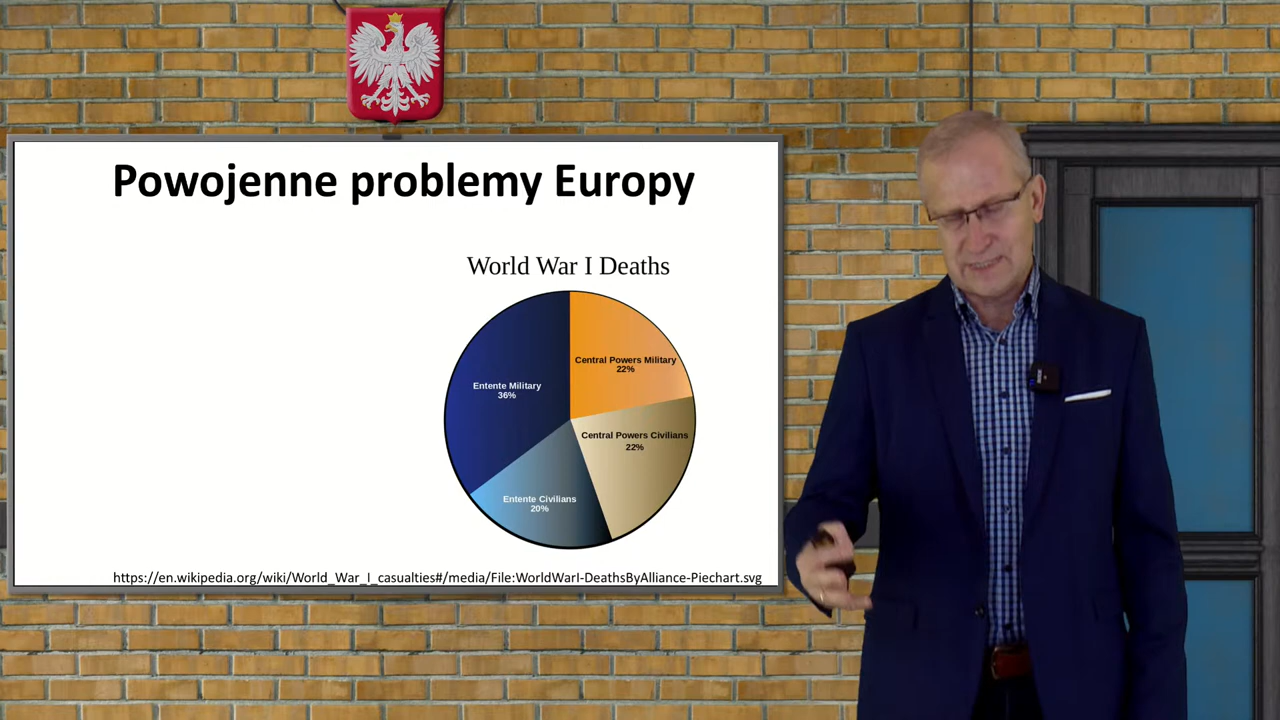 Powojenne problemy Europy
World War I Deaths
Central Powers Military
22%
Entente Military
36%
Central Powers Civilians
22%
Entente Civilians
20%
https://en.wikipedia.org/wiki/World_War_I_casualties#/media/File:WorldWarI-DeathsByAlliance-Piechart.svg